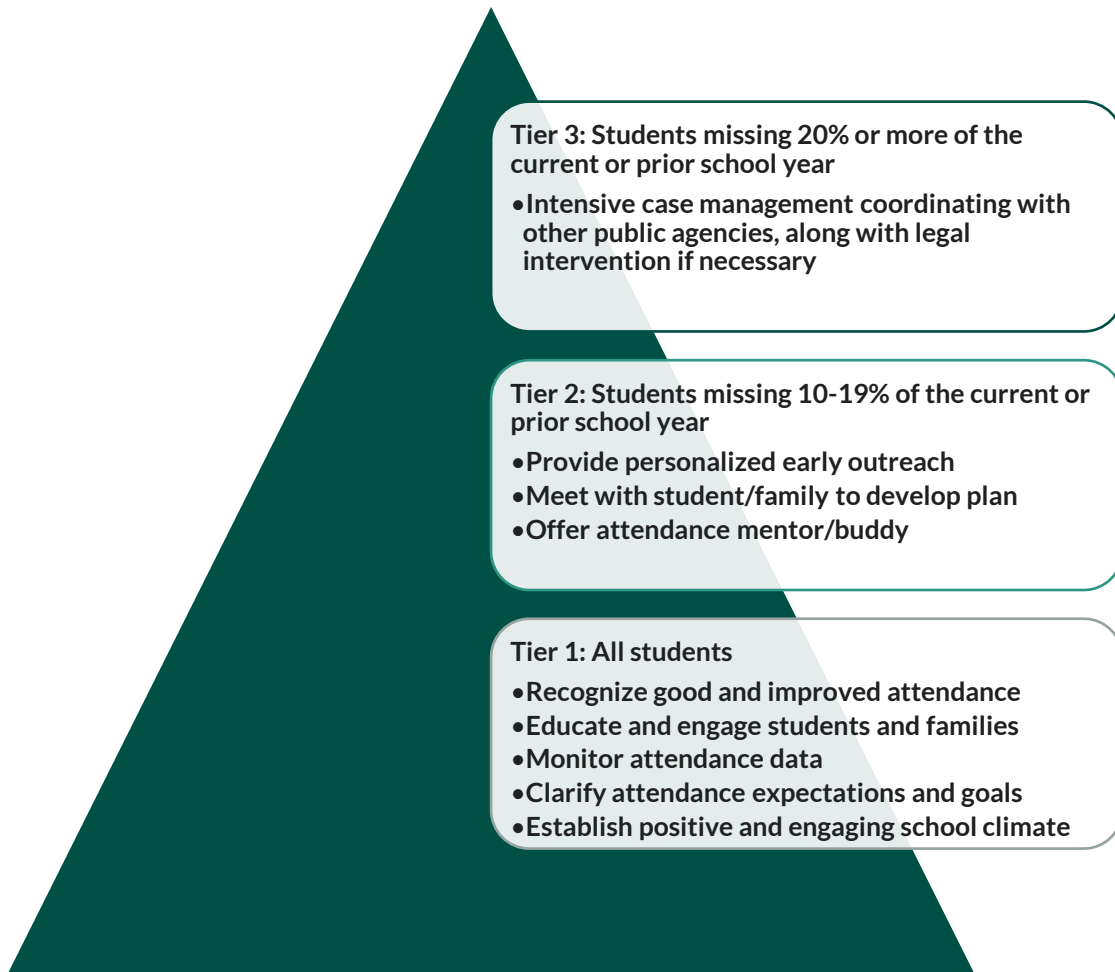 Tier 3: Students missing 20% or more of the
current or prior school year
•Intensive case management coordinating with
other public agencies, along with legal
intervention if necessary
Tier 2: Students missing 10-19% of the current or
prior school year
•Provide personalized early outreach
•Meet with student/family to develop plan
•Offer attendance mentor/buddy
Tier 1: All students
•Recognize good and improved attendance
•Educate and engage students and families
•Monitor attendance data
•Clarify attendance expectations and goals
•Establish positive and engaging school climate